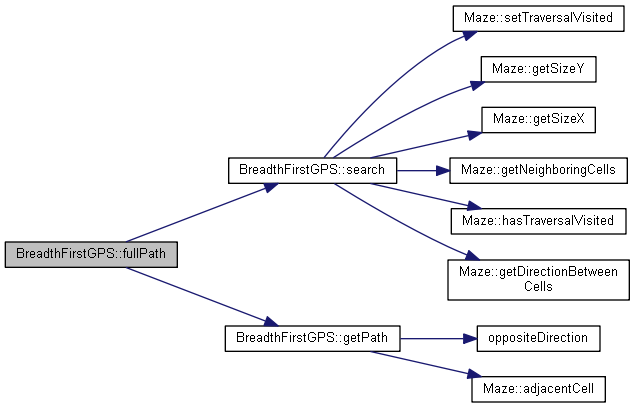 Maze::setTraversalVisited
Maze::getSizeY
Maze::getSizeX
BreadthFirstGPS::search
Maze::getNeighboringCells
Maze::hasTraversalVisited
BreadthFirstGPS::fullPath
Maze::getDirectionBetween
Cells
BreadthFirstGPS::getPath
oppositeDirection
Maze::adjacentCell